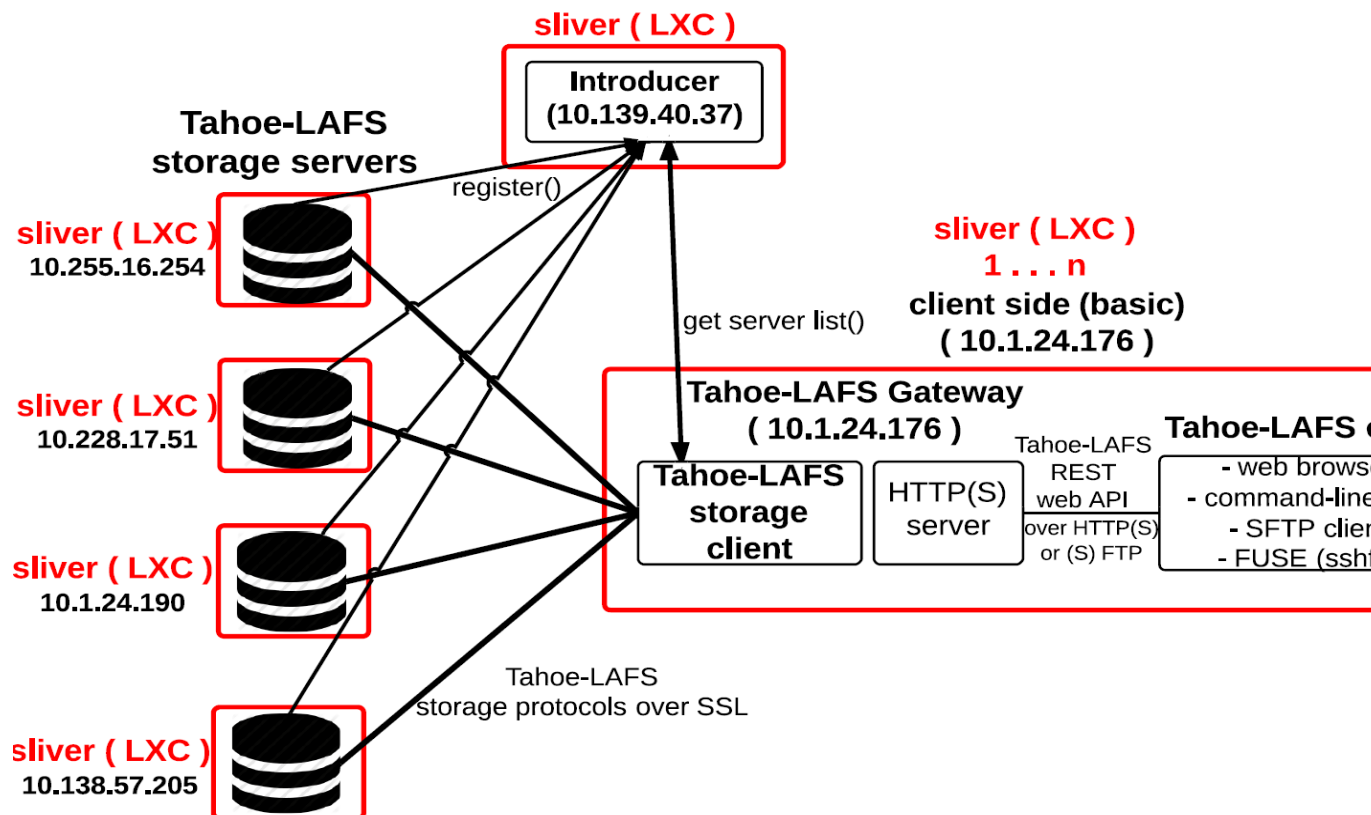 sliver ( LXC )
Introducer
(10.139.40.37)
Tahoe-LAFS
storage servers
register()
sliver ( LXC )
10.255.16.254
sliver ( LXC )
1 . . . n
client side (basic)
( 10.1.24.176 )
get server list()
sliver ( LXC )
10.228.17.51
Tahoe-LAFS Gateway
( 10.1.24.176 )
Tahoe-LAFS
storage
client
HTTP(S)
server
Tahoe-LAFS
REST
web API
over HTTP(S)
or (S) FTP
Tahoe-LAFS
- web
- command-line
- SFTP
- FUSE
sliver ( LXC )
10.1.24.190
Tahoe-LAFS
storage protocols over SSL
sliver ( LXC )
10.138.57.205